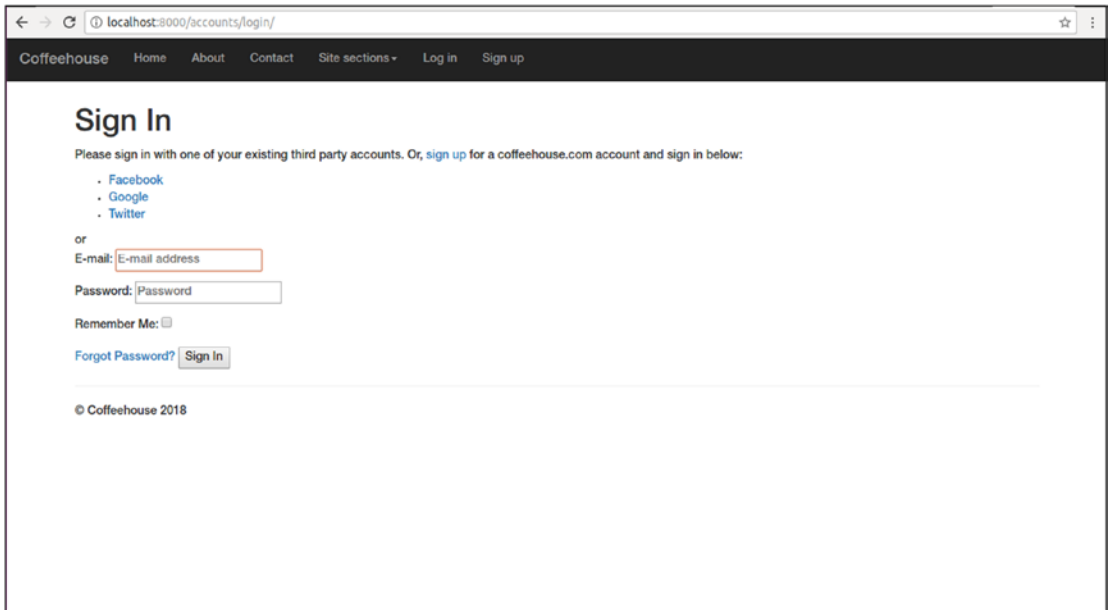 localhost:8000/accounts/login/
Coffeehouse Home About Contact Site sections Log in Sign up
Sign In
Please sign in with one of your existing third party accounts. Or, sign up for a coffeehouse.com account and sign in below:
Facebook
Google
Twitter
or
E-mail: E-mail address
Password: Password
Remember Me:
Forgot Password? Sign In
© Coffeehouse 2018